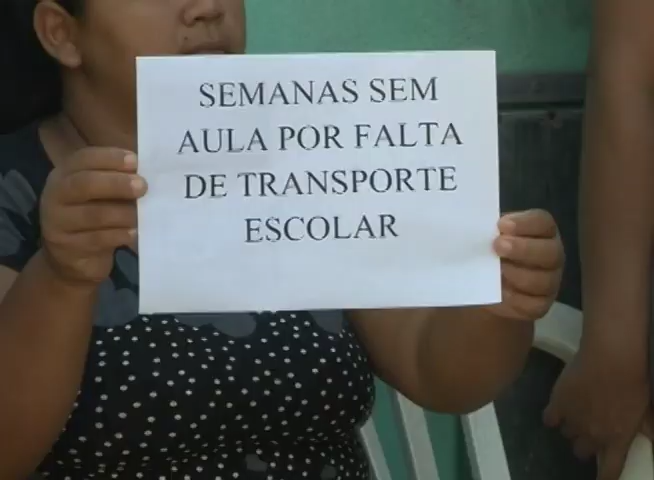 SEMANAS SEM
AULA POR FALTA
DE TRANSPORTE
ESCOLAR